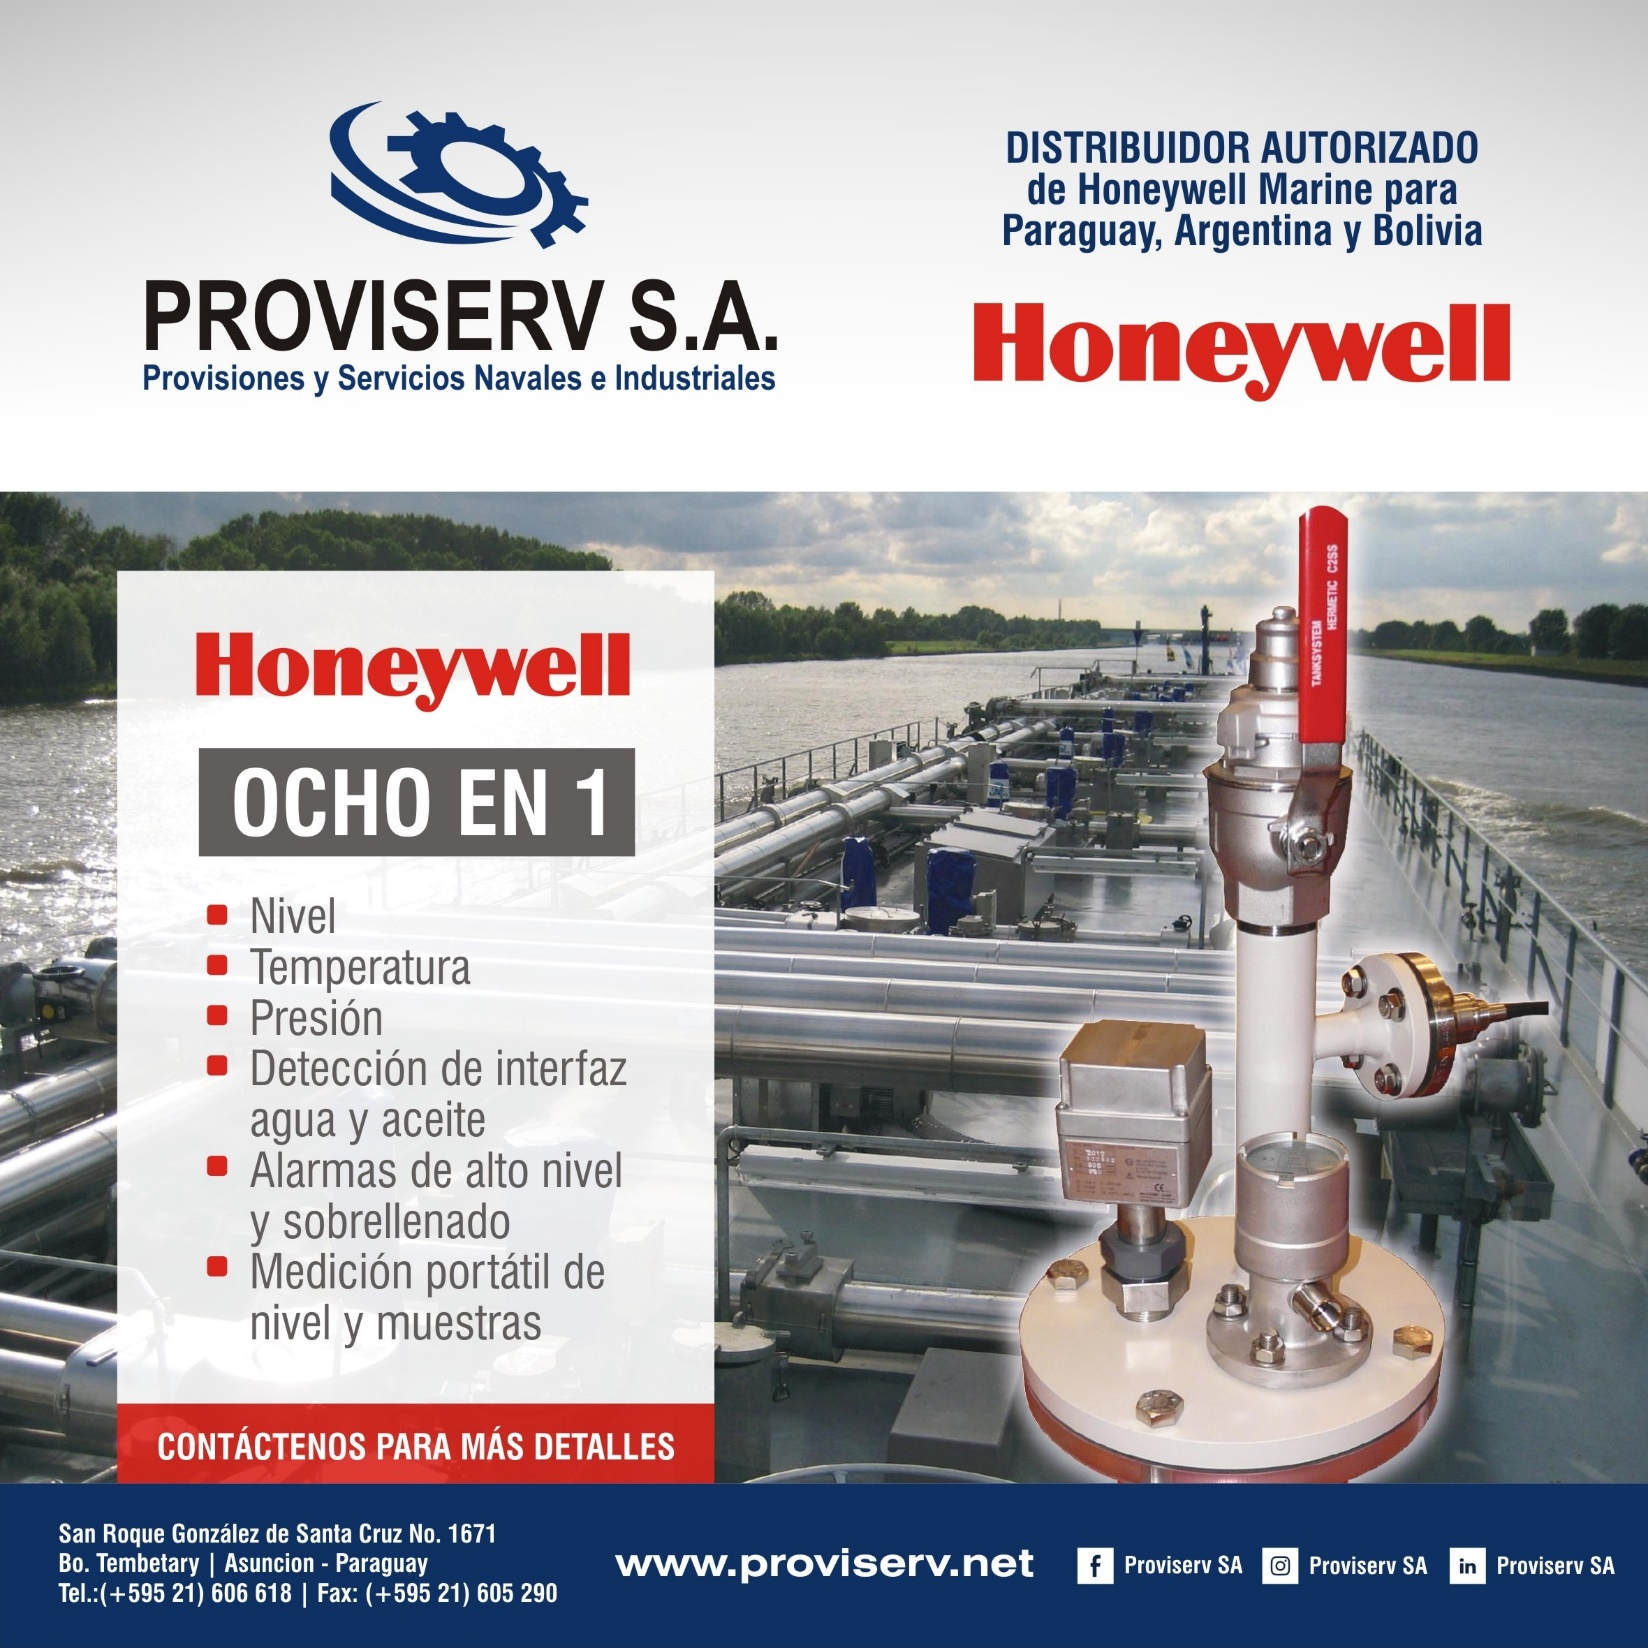 PROVISERV S.A.
Provisiones y Servicios Navales e Industriales
DISTRIBUIDOR AUTORIZADO
de Honeywell Marine para
Paraguay, Argentina y Bolivia
Honeywell
Honeywell
OCHO EN 1
Nivel
Temperatura
Presión
Detección de interfaz
agua y aceite
Alarmas de alto nivel
y sobrellenado
Medición portátil de
nivel y muestras
CONTÁCTENOS PARA MÁS DETALLES
TANKSYSTEM
HERMETIC C2SS
San Roque González de Santa Cruz No. 1671
Bo. Tembetary | Asuncion - Paraguay
Tel.:(+595 21) 606 618 | Fax: (+595 21) 605 290
www.proviserv.net
Proviserv SA
Proviserv SA
in Proviserv SA